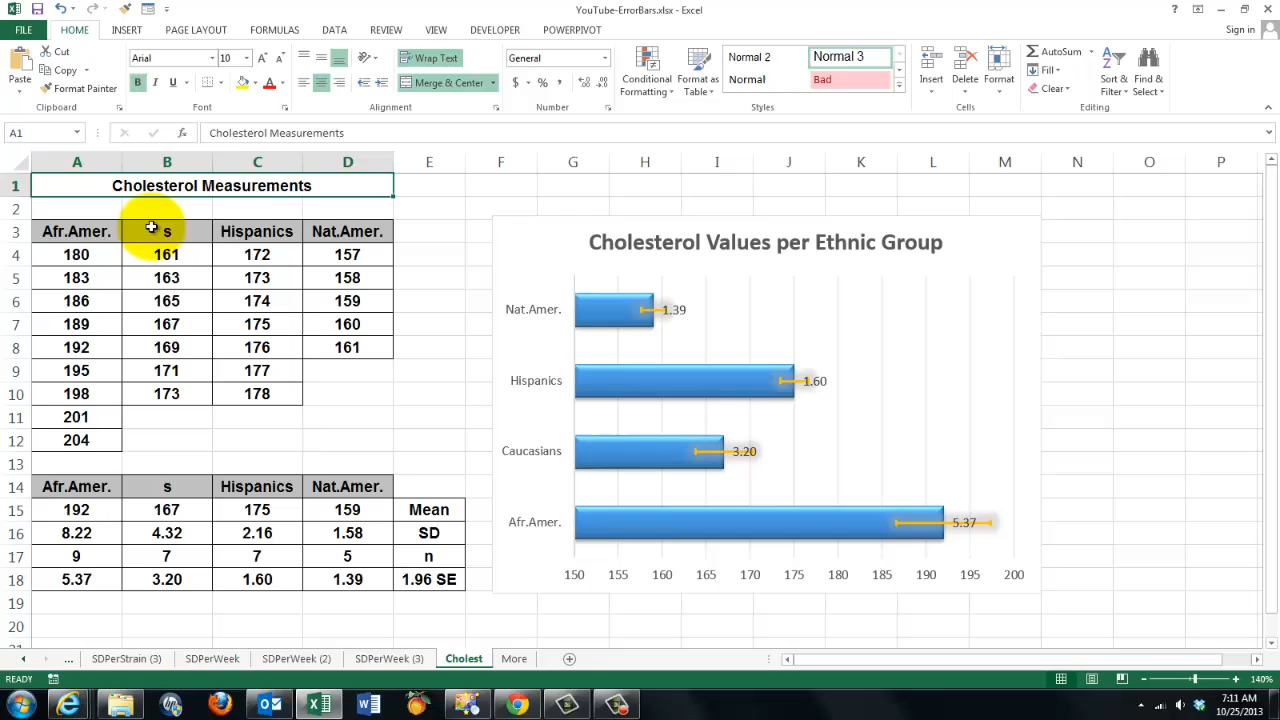 YouTube-ErrorBars.xlsx - Excel
FILE HOME INSERT PAGE LAYOUT FORMULAS DATA REVIEW VIEW DEVELOPER POWERPIVOT Sign in
Paste
Cut
Copy
Format Painter
Clipboard
Arial 10
B I U
Font
Wrap Text
Merge & Center
Alignment
General
$ % ,
Number
Conditional Formatting
Format as Table
Normal 2 Normal 3
Normal Bad
Styles
Insert Delete Format
Cells
AutoSum
Fill
Clear
Sort & Filter
Find & Select
Editing
A1 fx Cholesterol Measurements
A B C D E F G H I J K L M N O P
1 Cholesterol Measurements
2
3 Afr.Amer. s Hispanics Nat.Amer.
4 180 161 172 157
5 183 163 173 158
6 186 165 174 159
7 189 167 175 160
8 192 169 176 161
9 195 171 177
10 198 173 178
11 201
12 204
13
14 Afr.Amer. s Hispanics Nat.Amer.
15 192 167 175 159 Mean
16 8.22 4.32 2.16 1.58 SD
17 9 7 7 5 n
18 5.37 3.20 1.60 1.39 1.96 SE
19
20
Cholesterol Values per Ethnic Group
Nat.Amer. 1.39
Hispanics 1.60
Caucasians 3.20
Afr.Amer. 5.37
150 155 160 165 170 175 180 185 190 195 200
... SDPerStrain (3) SDPerWeek SDPerWeek (2) SDPerWeek (3) Cholest More
READY 140%
7:11 AM
10/25/2013